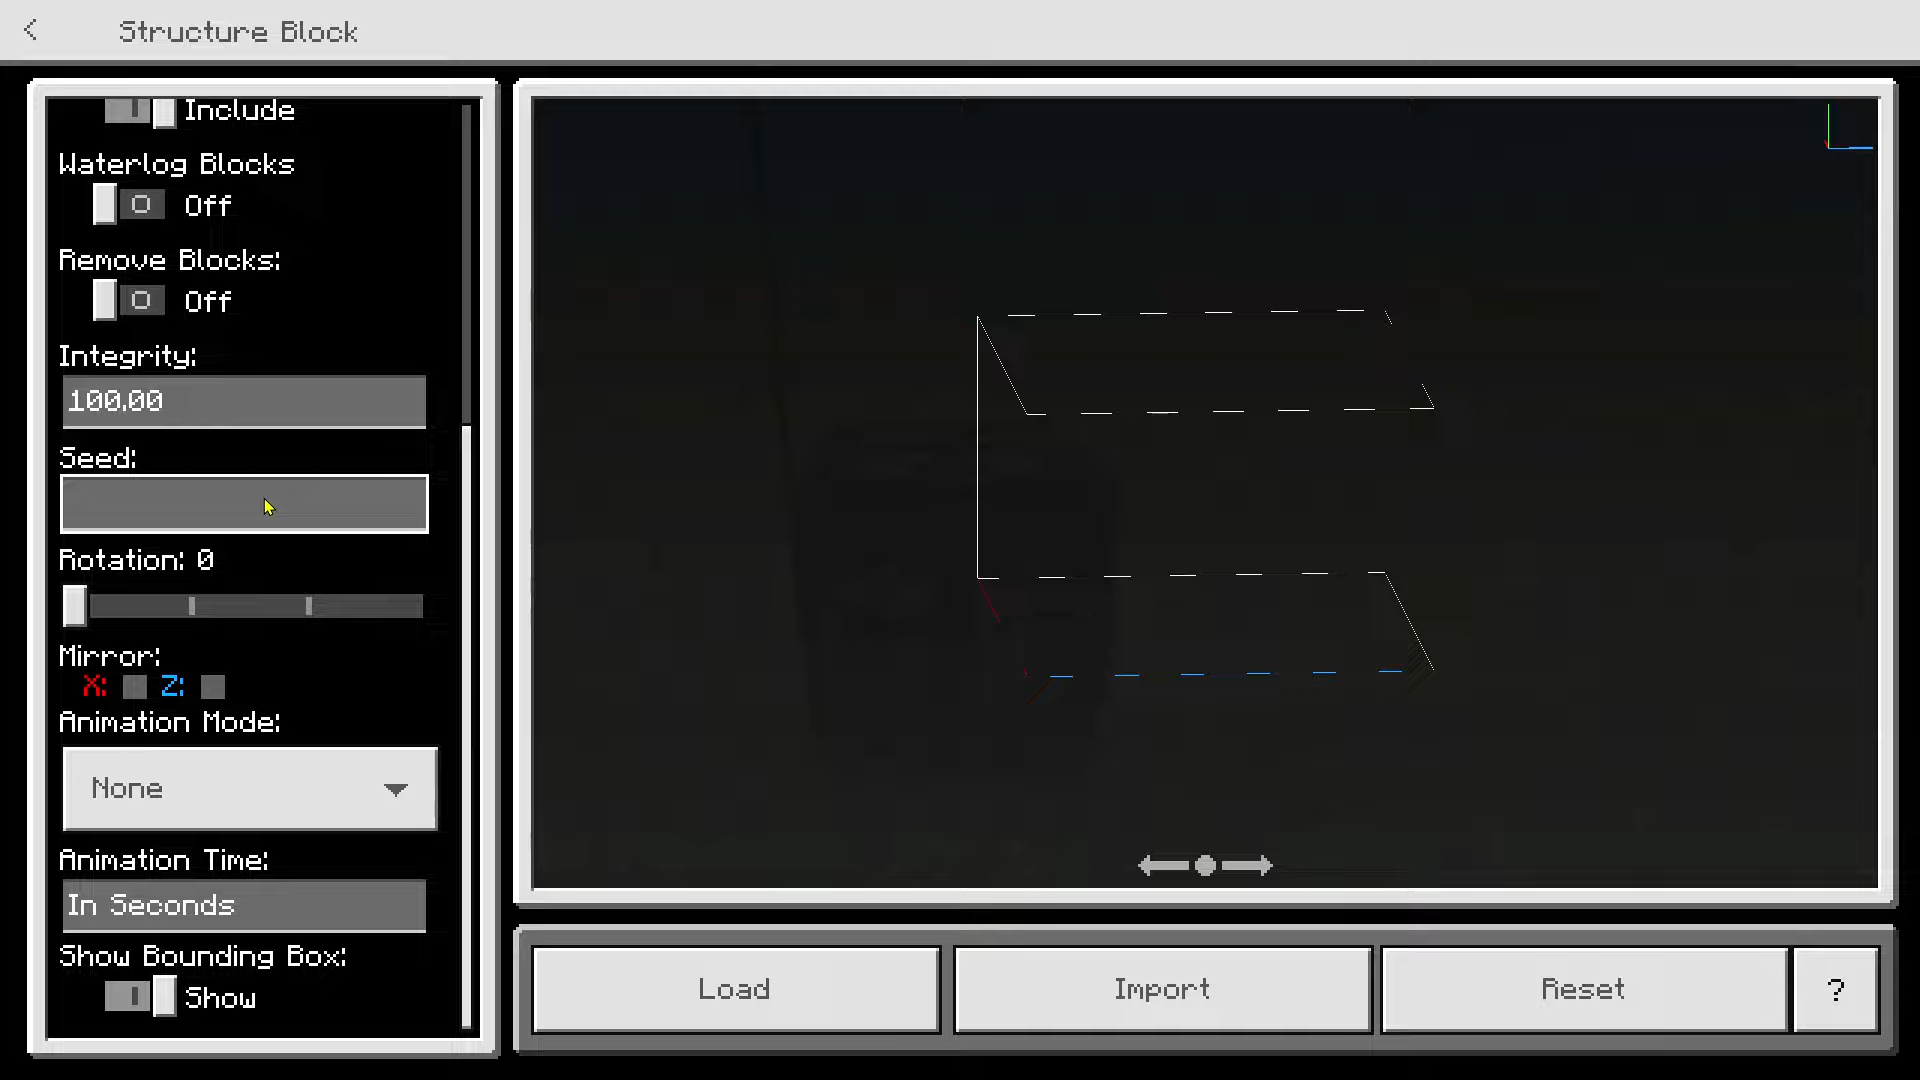 Structure Block
Include
Waterlog Blocks
Off
Remove Blocks:
Off
Integrity:
100.00
Seed:
Rotation: 0
Mirror:
X: Z:
Animation Mode:
None
Animation Time:
In Seconds
Show Bounding Box:
Show
Load
Import
Reset
?